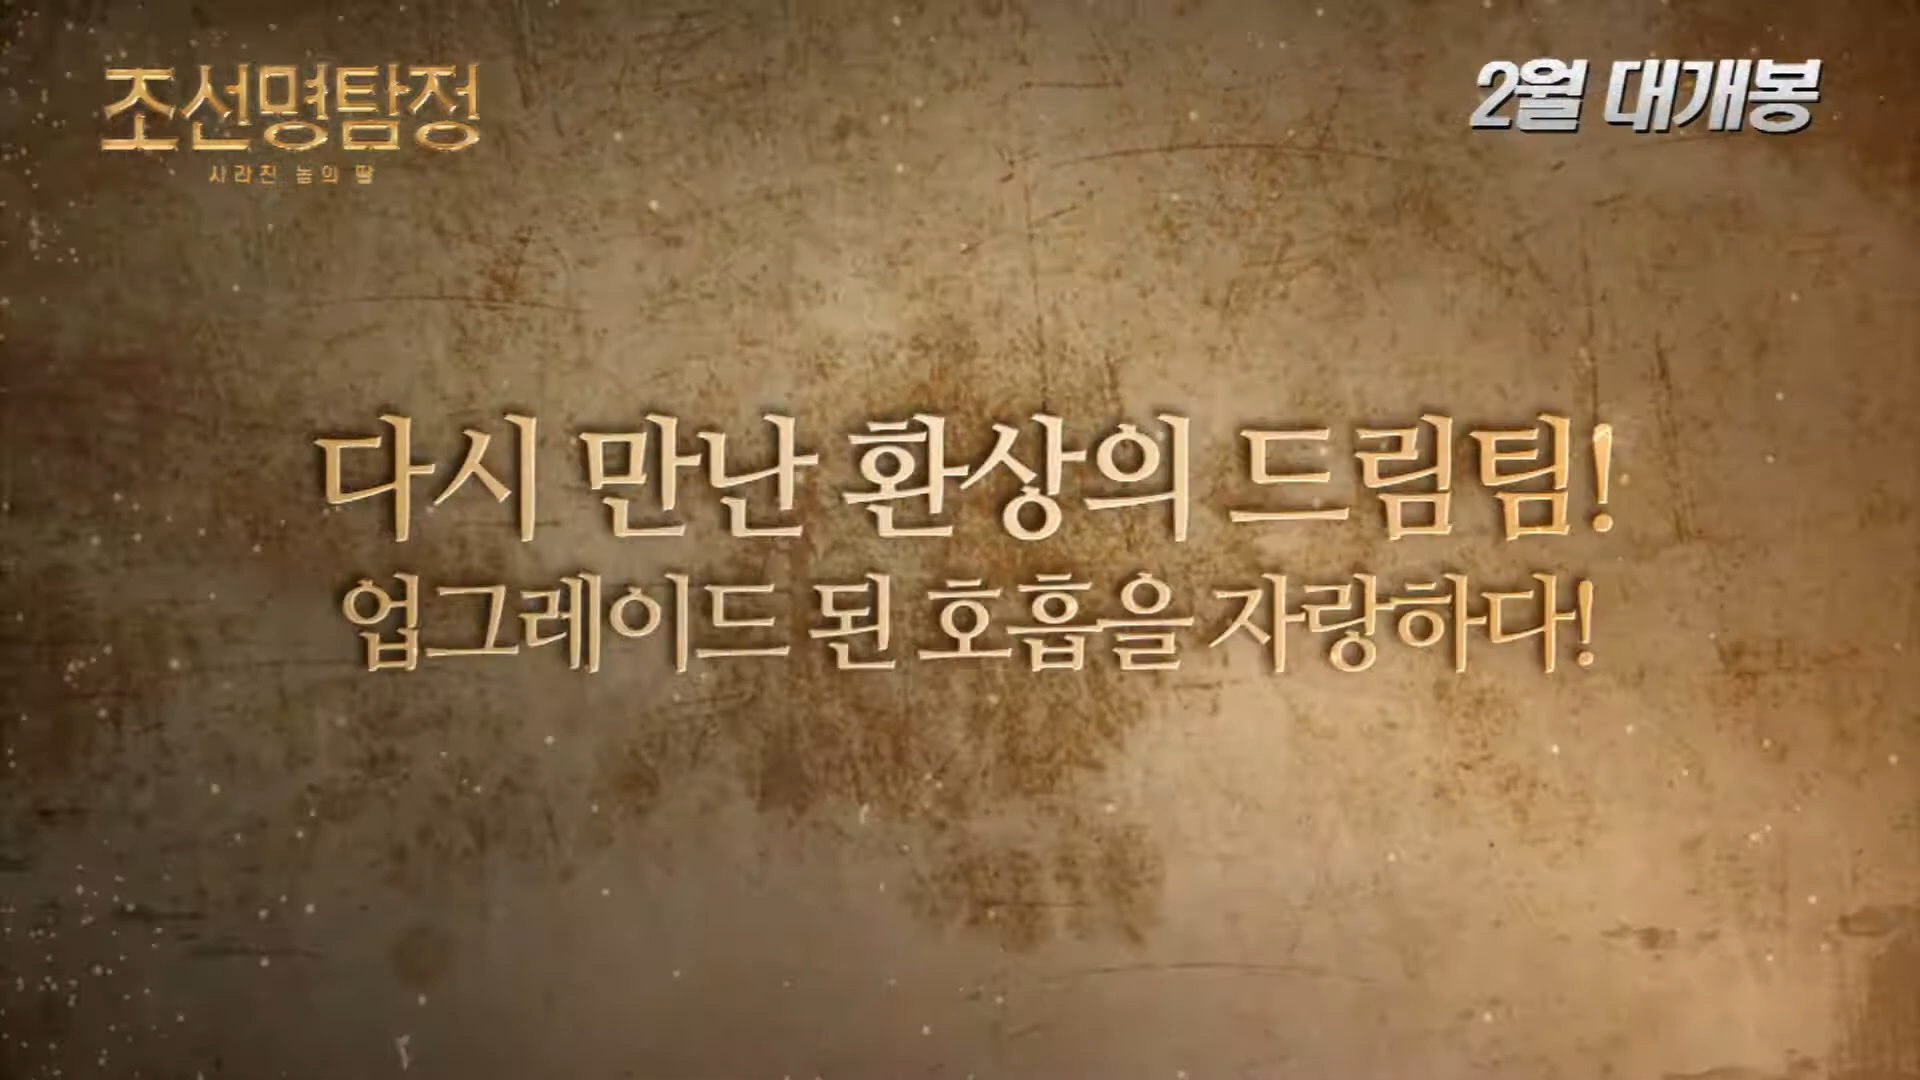 조선명탐정
사라진 놉의 딸
2월 대개봉
다시 만난 환상의 드림팀!
업그레이드 된 호흡을 자랑하다!